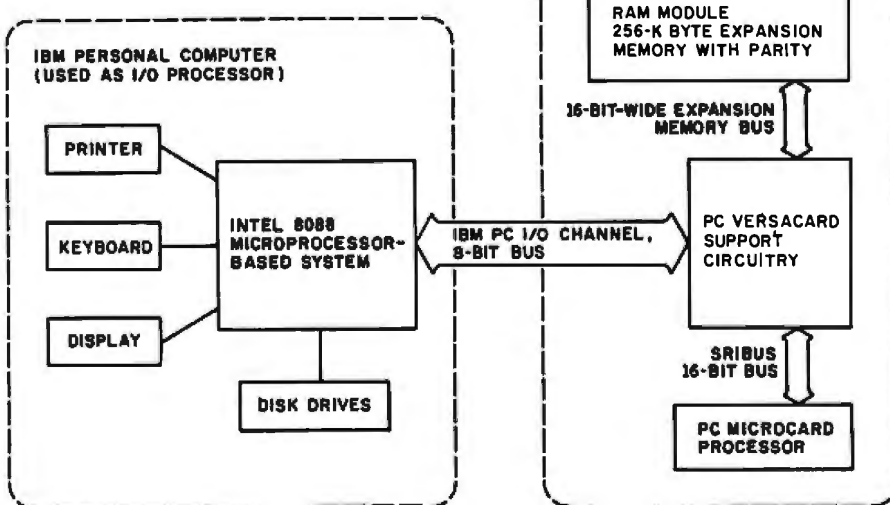 IBM PERSONAL COMPUTER
(USED AS I/O PROCESSOR)
PRINTER
KEYBOARD
DISPLAY
INTEL 8088
MICROPROCESSOR-
BASED SYSTEM
DISK DRIVES
IBM PC I/O CHANNEL,
8-BIT BUS
RAM MODULE
256-K BYTE EXPANSION
MEMORY WITH PARITY
16-BIT-WIDE EXPANSION
MEMORY BUS
PC VERSACARD
SUPPORT
CIRCUITRY
SRIBUS
16-BIT BUS
PC MICROCARD
PROCESSOR